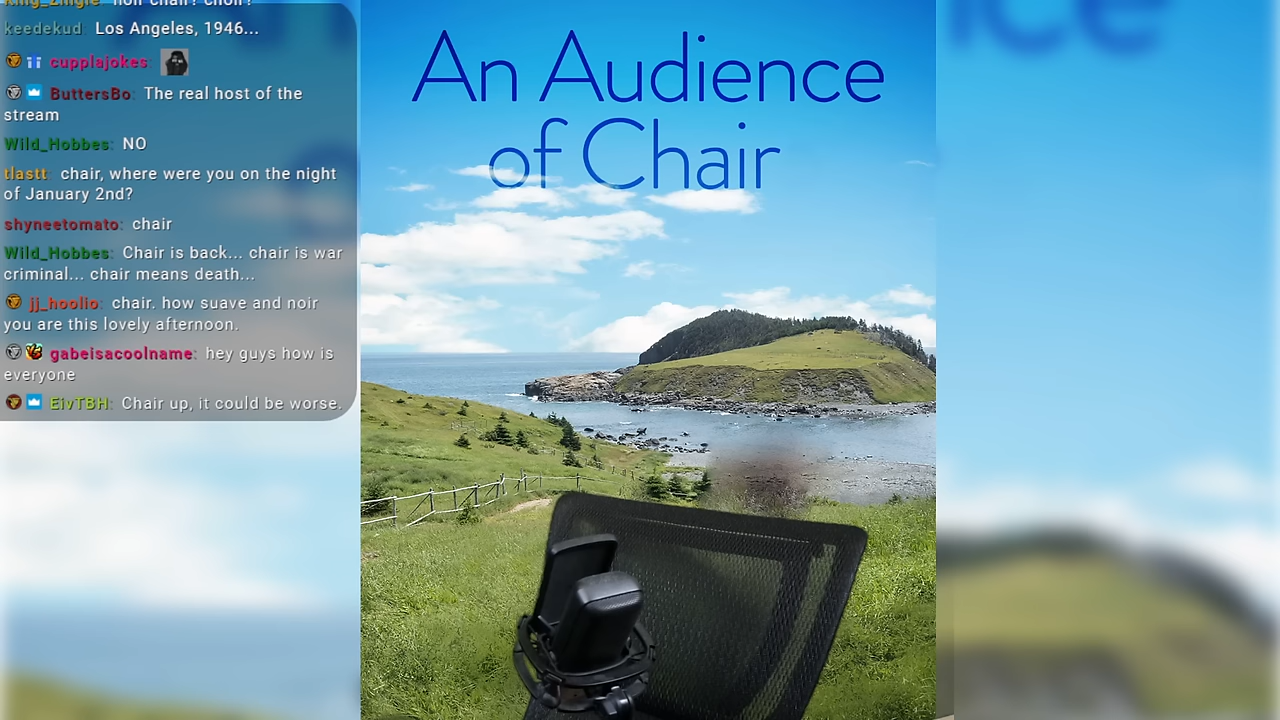 keedekud: Los Angeles, 1946...
cupplajokes:
ButtersBo: The real host of the
stream
Wild_Hobbes: NO
tlastt: chair, where were you on the night
of January 2nd?
shyneetomato: chair
Wild_Hobbes: Chair is back... chair is war
criminal... chair means death...
jj_hoolio: chair. how suave and noir
you are this lovely afternoon.
gabeisacoolname: hey guys how is
everyone
EivTBH: Chair up, it could be worse.
An Audience
of Chair